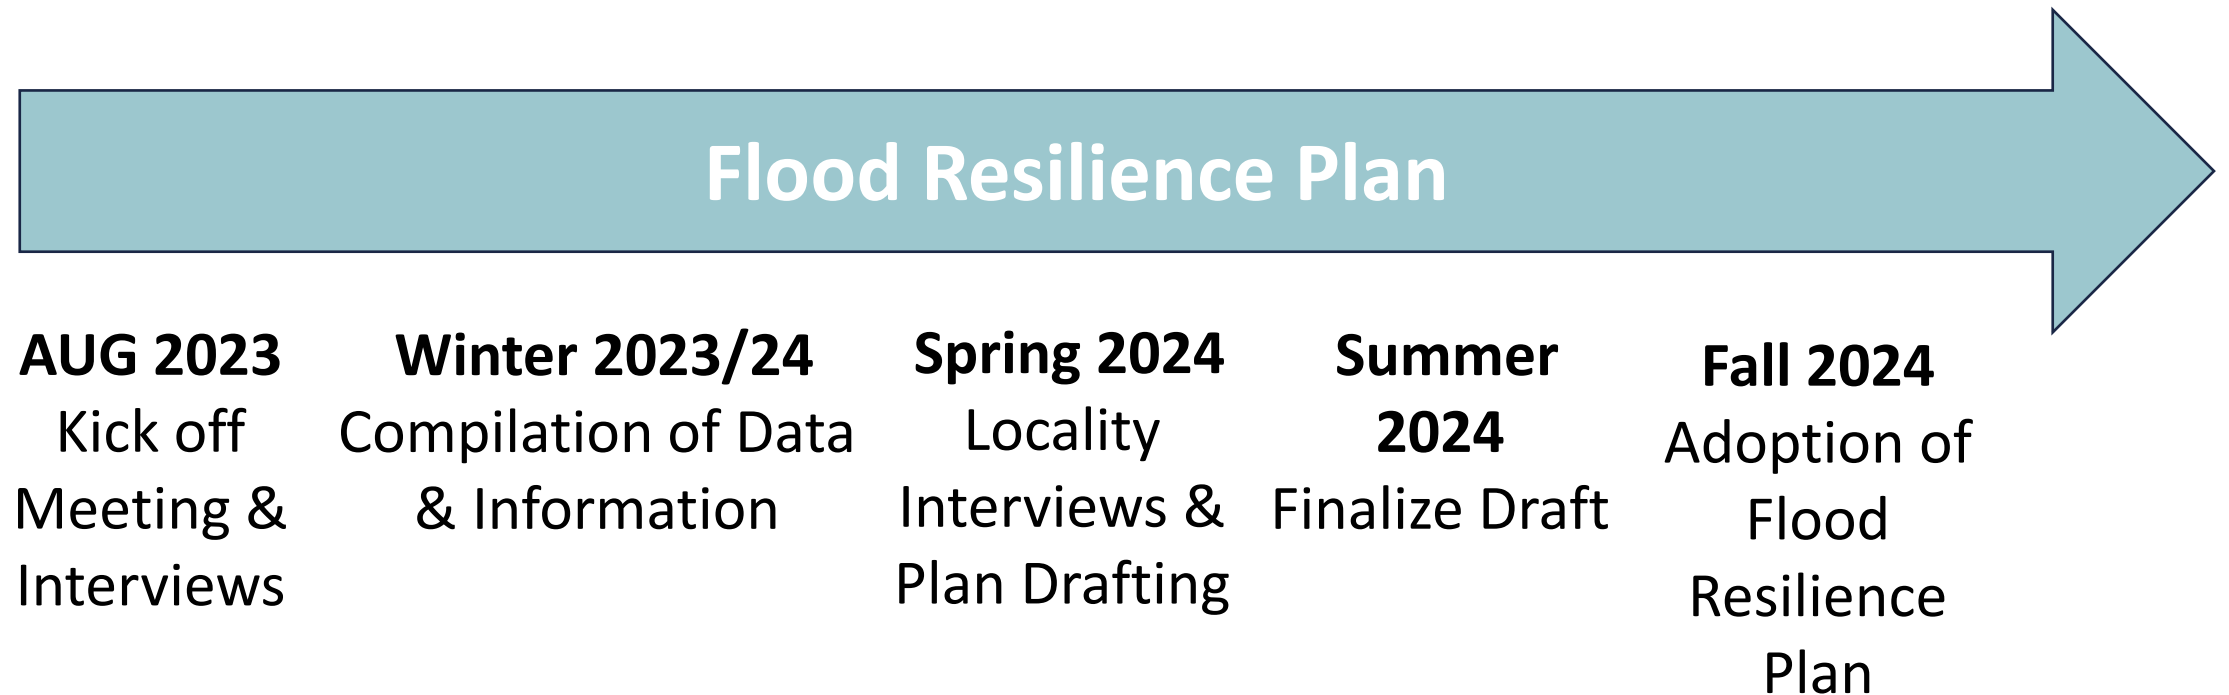 Flood Resilience Plan
AUG 2023
Kick off
Meeting &
Interviews
Winter 2023/24
Compilation of Data
& Information
Spring 2024
Locality
Interviews &
Plan Drafting
Summer
2024
Finalize Draft
Fall 2024
Adoption of
Flood
Resilience
Plan